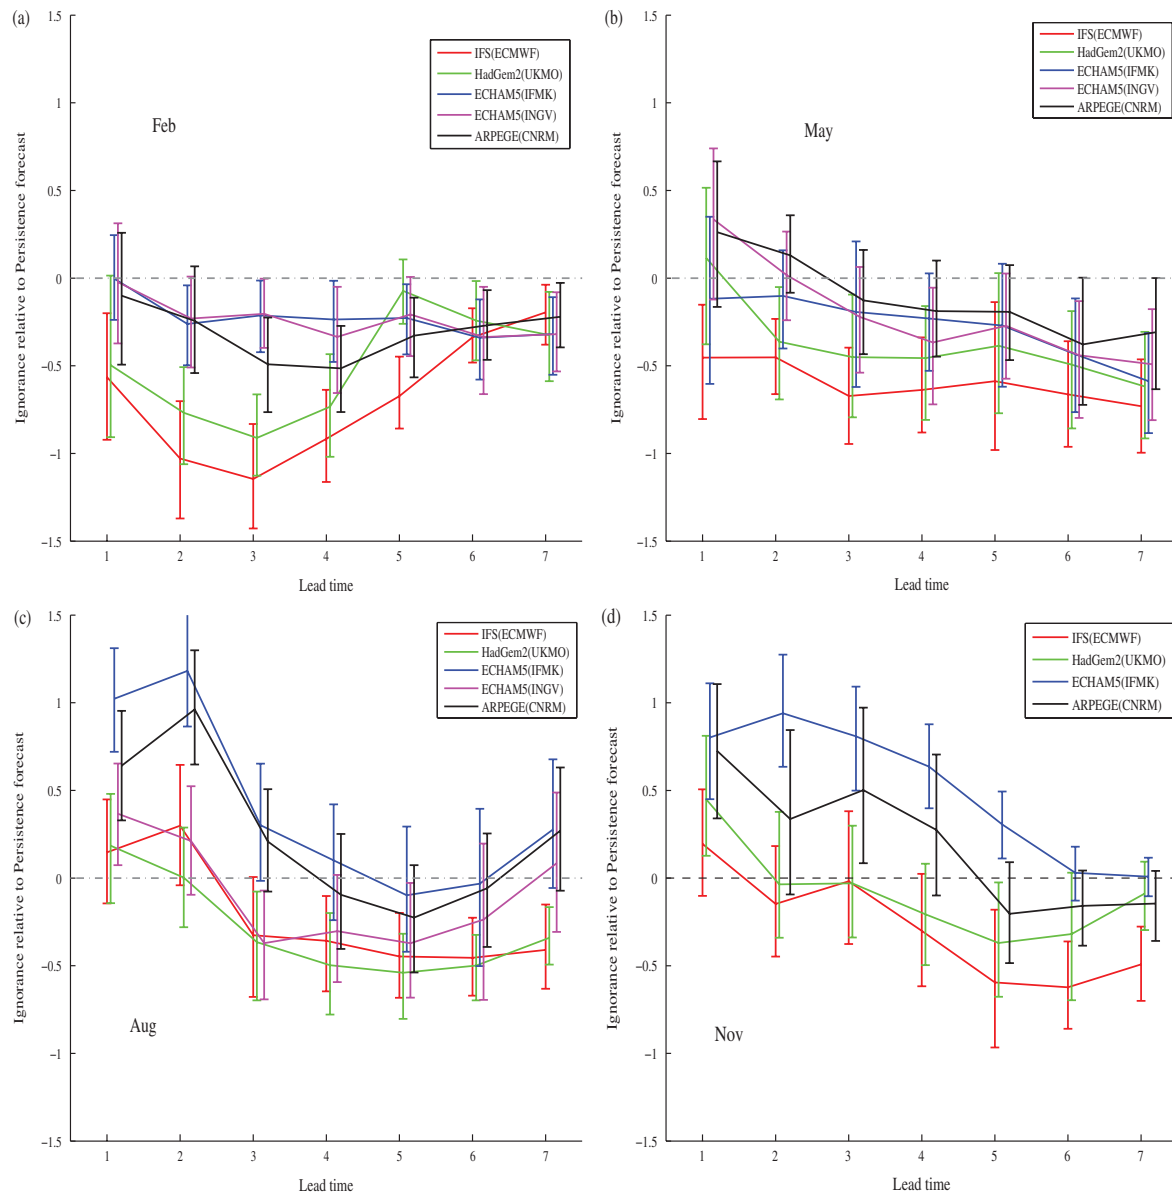 (a)
1.5
1
0.5
0
−0.5
−1
−1.5
Ignorance relative to Persistence forecast
IFS(ECMWF)
HadGem2(UKMO)
ECHAM5(IFMK)
ECHAM5(INGV)
ARPEGE(CNRM)
Feb
1 2 3 4 5 6 7
Lead time
(b)
1.5
1
0.5
0
−0.5
−1
−1.5
Ignorance relative to Persistence forecast
IFS(ECMWF)
HadGem2(UKMO)
ECHAM5(IFMK)
ECHAM5(INGV)
ARPEGE(CNRM)
May
1 2 3 4 5 6 7
Lead time
(c)
1.5
1
0.5
0
−0.5
−1
−1.5
Ignorance relative to Persistence forecast
IFS(ECMWF)
HadGem2(UKMO)
ECHAM5(IFMK)
ECHAM5(INGV)
ARPEGE(CNRM)
Aug
1 2 3 4 5 6 7
Lead time
(d)
1.5
1
0.5
0
−0.5
−1
−1.5
Ignorance relative to Persistence forecast
IFS(ECMWF)
HadGem2(UKMO)
ECHAM5(IFMK)
ARPEGE(CNRM)
Nov
1 2 3 4 5 6 7
Lead time